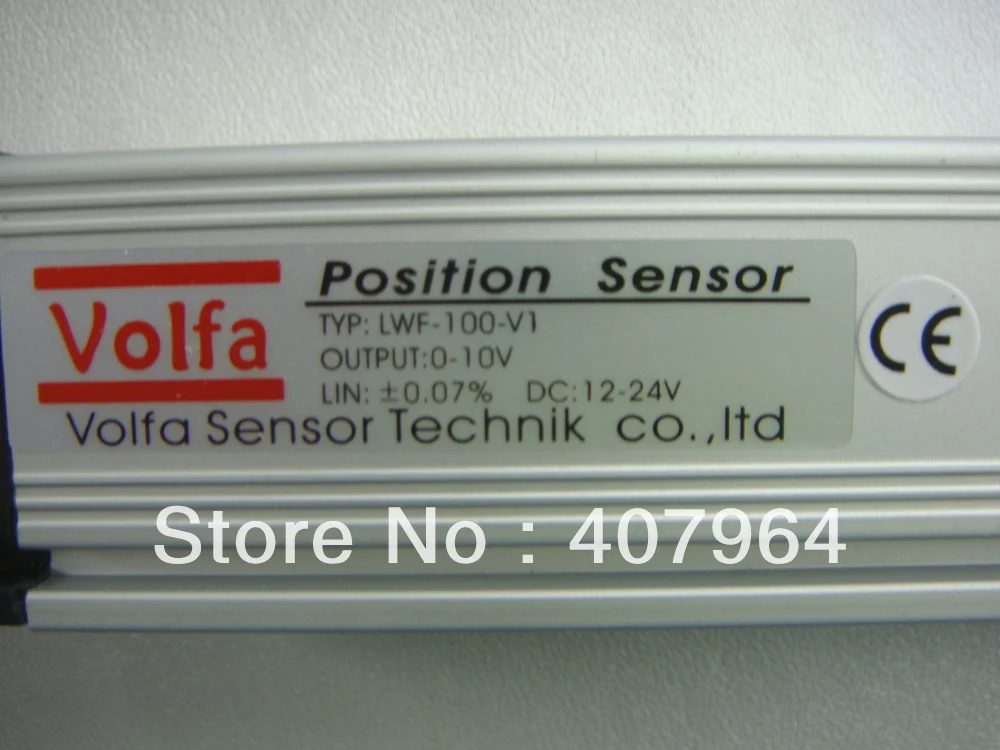 Volfa
Position Sensor
TYP: LWF-100-V1
OUTPUT:0-10V
LIN: ±0.07% DC:12-24V
Volfa Sensor Technik co.,ltd
CE
Store No : 407964